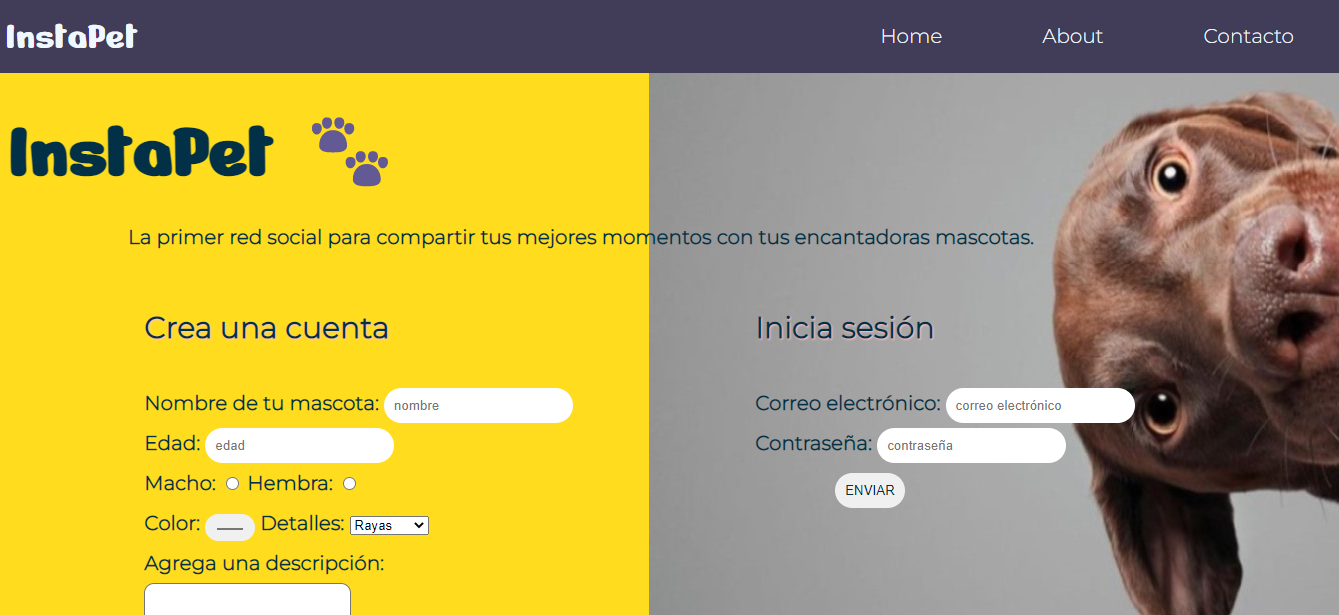 InstaPet
Home About Contacto
InstaPet
La primer red social para compartir tus mejores momentos con tus encantadoras mascotas.
Crea una cuenta
Nombre de tu mascota: nombre
Edad: edad
Macho: Hembra:
Color: Detalles: Rayas
Agrega una descripción:
Inicia sesión
Correo electrónico: correo electrónico
Contraseña: contraseña
ENVIAR